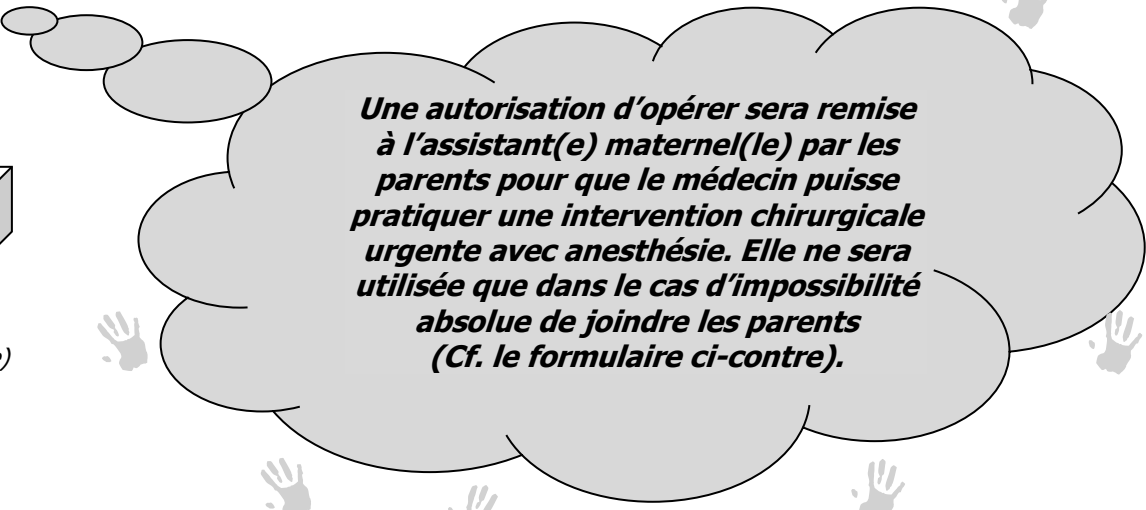 Une autorisation d’opérer sera remise
à l’assistant(e) maternel(le) par les
parents pour que le médecin puisse
pratiquer une intervention chirurgicale
urgente avec anesthésie. Elle ne sera
utilisée que dans le cas d’impossibilité
absolue de joindre les parents
(Cf. le formulaire ci-contre).